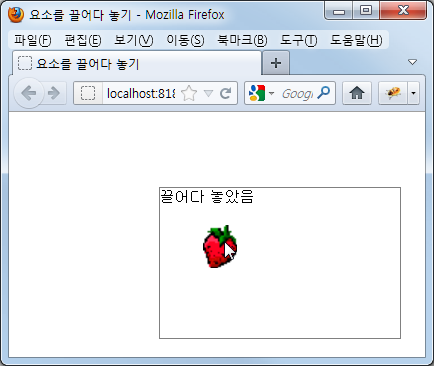 요소를 끌어다 놓기 - Mozilla Firefox
파일(F) 편집(E) 보기(V) 이동(S) 북마크(B) 도구(T) 도움말(H)
요소를 끌어다 놓기
localhost:818 Googl
끌어다 놓았음